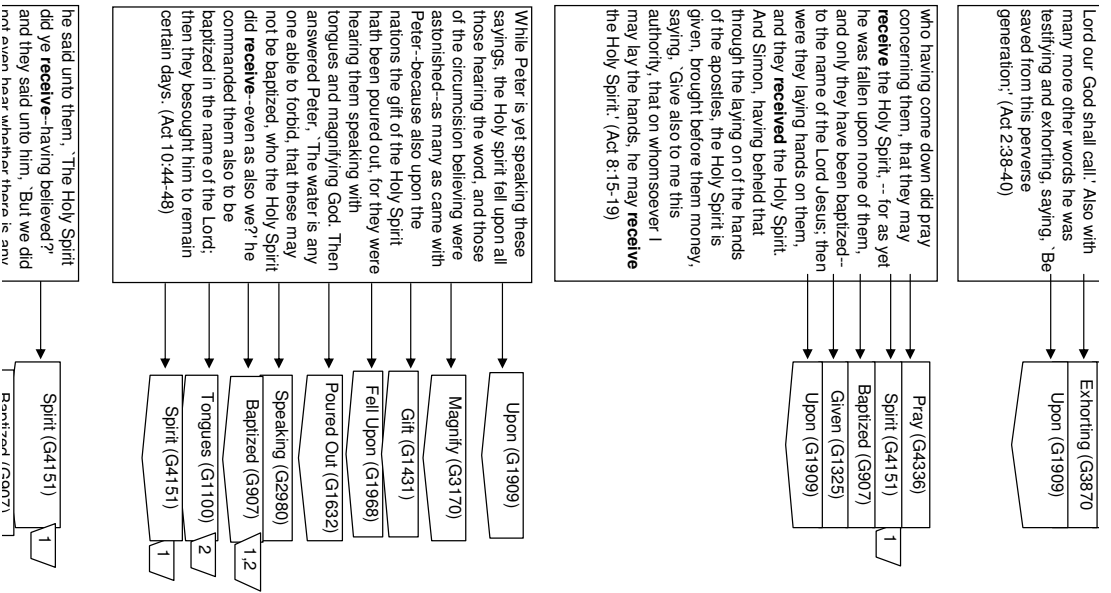 Lord our God shall call:' Also with
many more other words he was
testifying and exhorting, saying, `Be
saved from this perverse
generation;' (Act 2:38-40)
Exhorting (G3870
Upon (G1909)
who having come down did pray
concerning them, that they may
receive the Holy Spirit, -- for as yet
he was fallen upon none of them,
and only they have been baptized--
to the name of the Lord Jesus; then
were they laying hands on them,
and they received the Holy Spirit.
And Simon, having beheld that
through the laying on of the hands
of the apostles, the Holy Spirit is
given, brought before them money,
saying, `Give also to me this
authority, that on whomsoever I
may lay the hands, he may receive
the Holy Spirit.' (Act 8:15-19)
Pray (G4336)
Spirit (G4151)
1
Baptized (G907)
Given (G1325)
Upon (G1909)
While Peter is yet speaking these
sayings, the Holy spirit fell upon all
those hearing the word, and those
of the circumcision believing were
astonished--as many as came with
Peter--because also upon the
nations the gift of the Holy Spirit
hath been poured out, for they were
hearing them speaking with
tongues and magnifying God. Then
answered Peter, `The water is any
one able to forbid, that these may
not be baptized, who the Holy Spirit
did receive--even as also we?' he
commanded them also to be
baptized in the name of the Lord;
then they besought him to remain
certain days. (Act 10:44-48)
Upon (G1909)
Magnify (G3170)
Gift (G1431)
Fell Upon (G1968)
Poured Out (G1632)
Speaking (G2980)
Baptized (G907)
1,2
Tongues (G1100)
2
Spirit (G4151)
1
he said unto them, `The Holy Spirit
did ye receive--having believed?'
and they said unto him, `But we did
not even hear whether there is any
Spirit (G4151)
1
Baptized (G907)